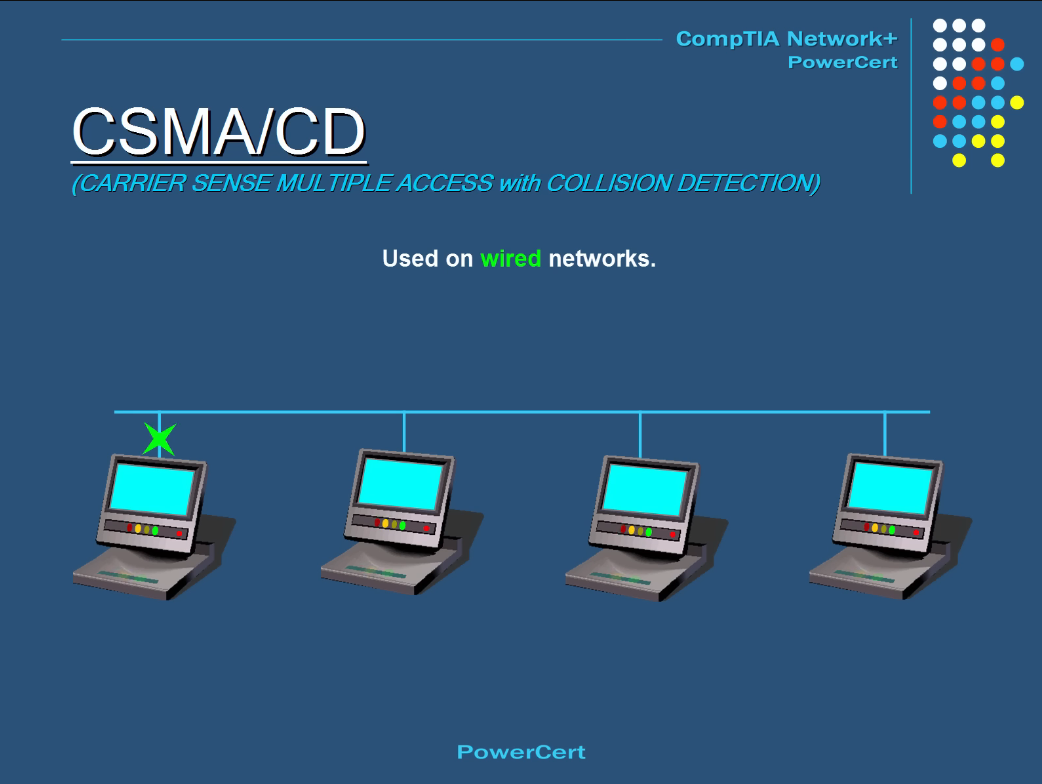 CompTIA Network+
PowerCert
CSMA/CD
(CARRIER SENSE MULTIPLE ACCESS with COLLISION DETECTION)
Used on wired networks.
PowerCert